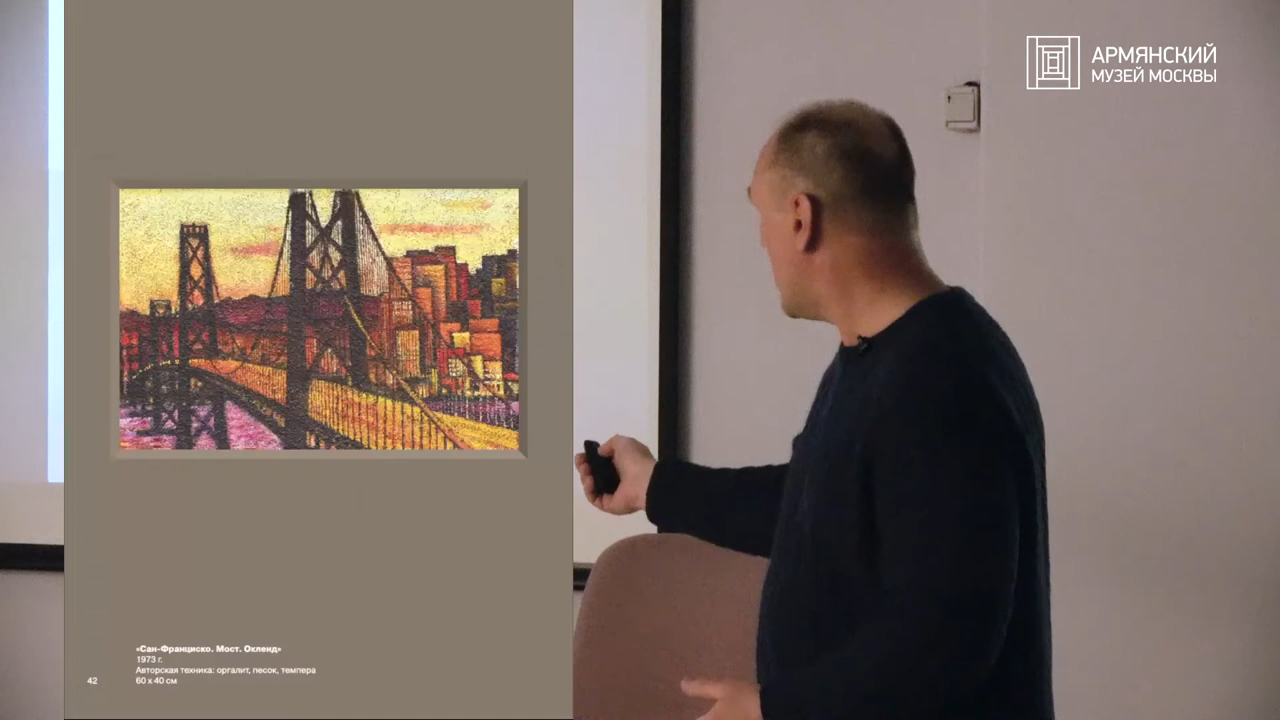 АРМЯНСКИЙ
МУЗЕЙ МОСКВЫ
«Сан-Франциско. Мост. Окленд»
1973 г.
Авторская техника: оргалит, песок, темпера
42
60 х 40 см